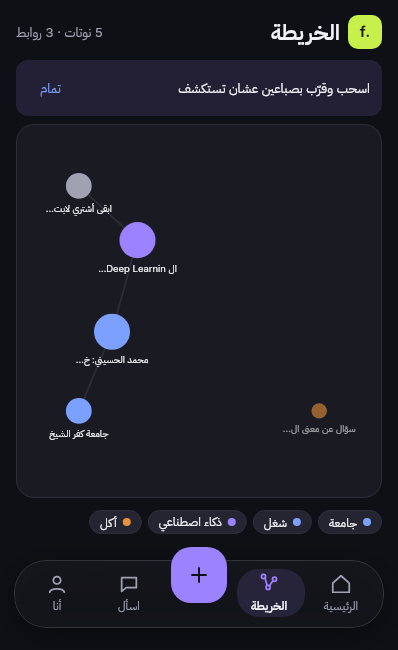 f.
الخريطة
5 نوتات · 3 روابط
اسحب وقرّب بصباعين عشان تستكشف
تمام
ابقى أشتري لابت...
ال Deep Learnin...
محمد الحسيني: خ...
جامعة كفر الشيخ
سؤال عن معنى ال...
جامعة
شغل
ذكاء اصطناعي
أكل
الرئيسية
الخريطة
+
اسأل
أنا